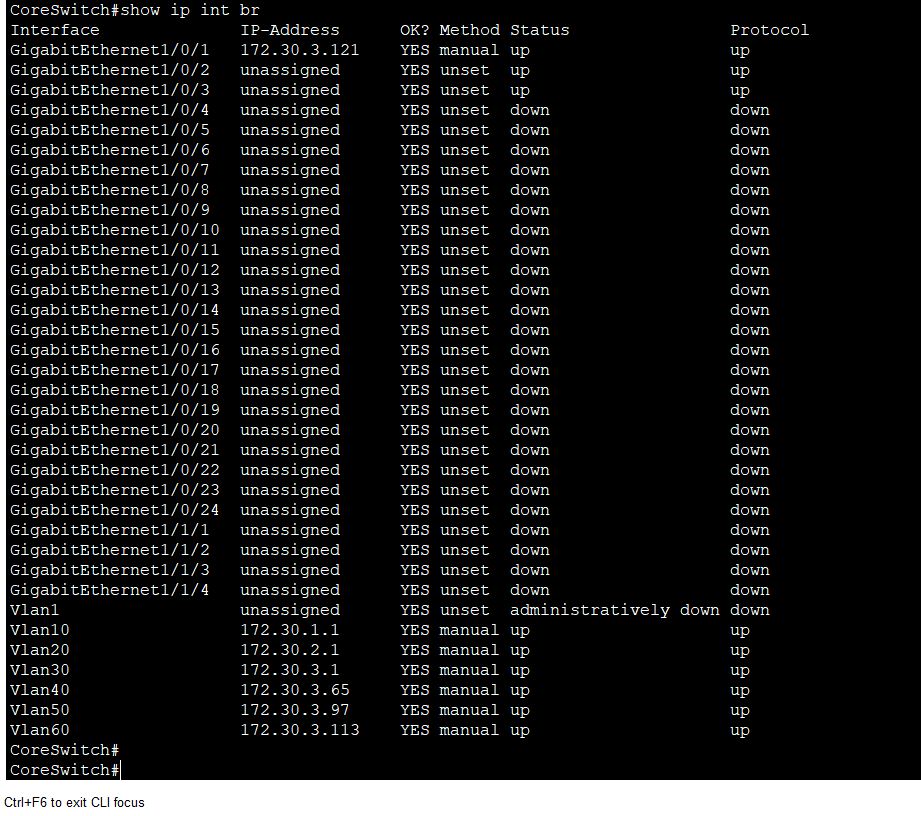 CoreSwitch#show ip int br
Interface IP-Address OK? Method Status Protocol
GigabitEthernet1/0/1 172.30.3.121 YES manual up up
GigabitEthernet1/0/2 unassigned YES unset up up
GigabitEthernet1/0/3 unassigned YES unset up up
GigabitEthernet1/0/4 unassigned YES unset down down
GigabitEthernet1/0/5 unassigned YES unset down down
GigabitEthernet1/0/6 unassigned YES unset down down
GigabitEthernet1/0/7 unassigned YES unset down down
GigabitEthernet1/0/8 unassigned YES unset down down
GigabitEthernet1/0/9 unassigned YES unset down down
GigabitEthernet1/0/10 unassigned YES unset down down
GigabitEthernet1/0/11 unassigned YES unset down down
GigabitEthernet1/0/12 unassigned YES unset down down
GigabitEthernet1/0/13 unassigned YES unset down down
GigabitEthernet1/0/14 unassigned YES unset down down
GigabitEthernet1/0/15 unassigned YES unset down down
GigabitEthernet1/0/16 unassigned YES unset down down
GigabitEthernet1/0/17 unassigned YES unset down down
GigabitEthernet1/0/18 unassigned YES unset down down
GigabitEthernet1/0/19 unassigned YES unset down down
GigabitEthernet1/0/20 unassigned YES unset down down
GigabitEthernet1/0/21 unassigned YES unset down down
GigabitEthernet1/0/22 unassigned YES unset down down
GigabitEthernet1/0/23 unassigned YES unset down down
GigabitEthernet1/0/24 unassigned YES unset down down
GigabitEthernet1/1/1 unassigned YES unset down down
GigabitEthernet1/1/2 unassigned YES unset down down
GigabitEthernet1/1/3 unassigned YES unset down down
GigabitEthernet1/1/4 unassigned YES unset down down
Vlan1 unassigned YES unset administratively down down
Vlan10 172.30.1.1 YES manual up up
Vlan20 172.30.2.1 YES manual up up
Vlan30 172.30.3.1 YES manual up up
Vlan40 172.30.3.65 YES manual up up
Vlan50 172.30.3.97 YES manual up up
Vlan60 172.30.3.113 YES manual up up
CoreSwitch#
CoreSwitch#
Ctrl+F6 to exit CLI focus